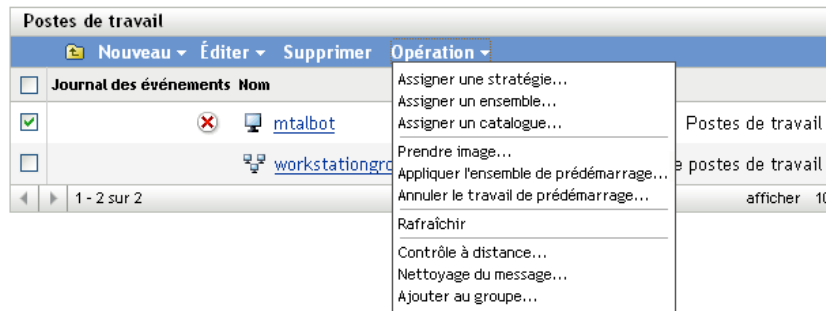 Postes de travail
Nouveau Éditer Supprimer Opération
Journal des événements Nom
Assigner une stratégie...
Assigner un ensemble...
mtalbot
Assigner un catalogue...
Postes de travail
Prendre image...
workstationgro
Appliquer l'ensemble de prédémarrage...
e postes de travail
Annuler le travail de prédémarrage...
1 - 2 sur 2
afficher 10
Rafraîchir
Contrôle à distance...
Nettoyage du message...
Ajouter au groupe...